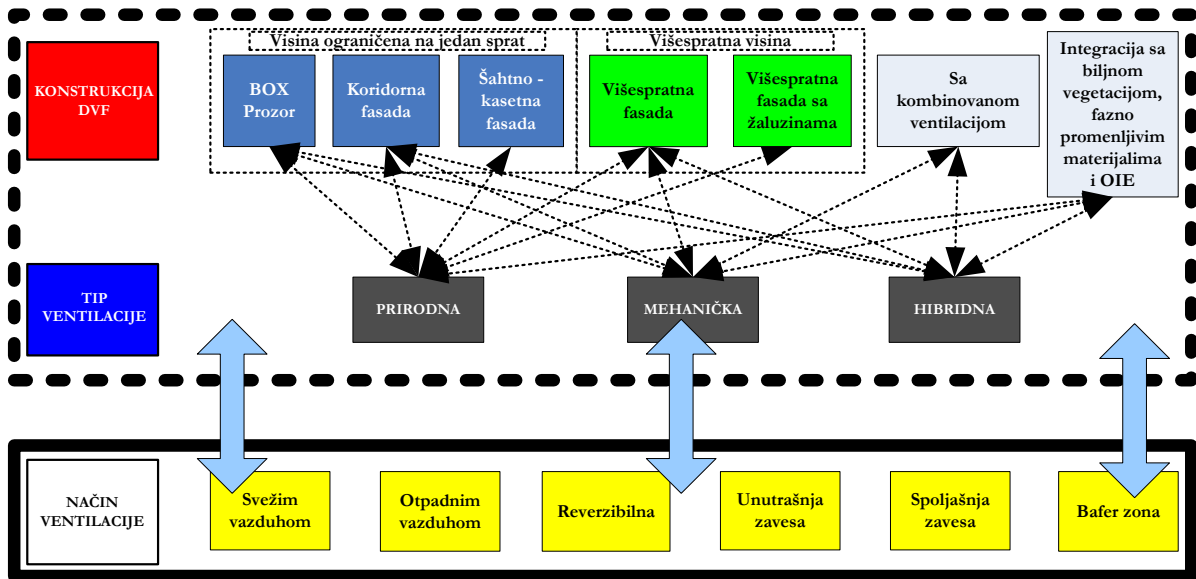 Visina ograničena na jedan sprat
Višespratna visina
KONSTRUKCIJA
DVF
BOX
Prozor
Koridorna
fasada
Šahtno -
kasetna
fasada
Višespratna
fasada
Višespratna
fasada sa
žaluzinama
Sa
kombinovanom
ventilacijom
Integracija sa
biljnom
vegetacijom,
fazno
promenljivim
materijalima
i OIE
TIP
VENTILACIJE
PRIRODNA
MEHANIČKA
HIBRIDNA
NAČIN
VENTILACIJE
Svežim
vazduhom
Otpadnim
vazduhom
Reverzibilna
Unutrašnja
zavesa
Spoljašnja
zavesa
Bafer zona